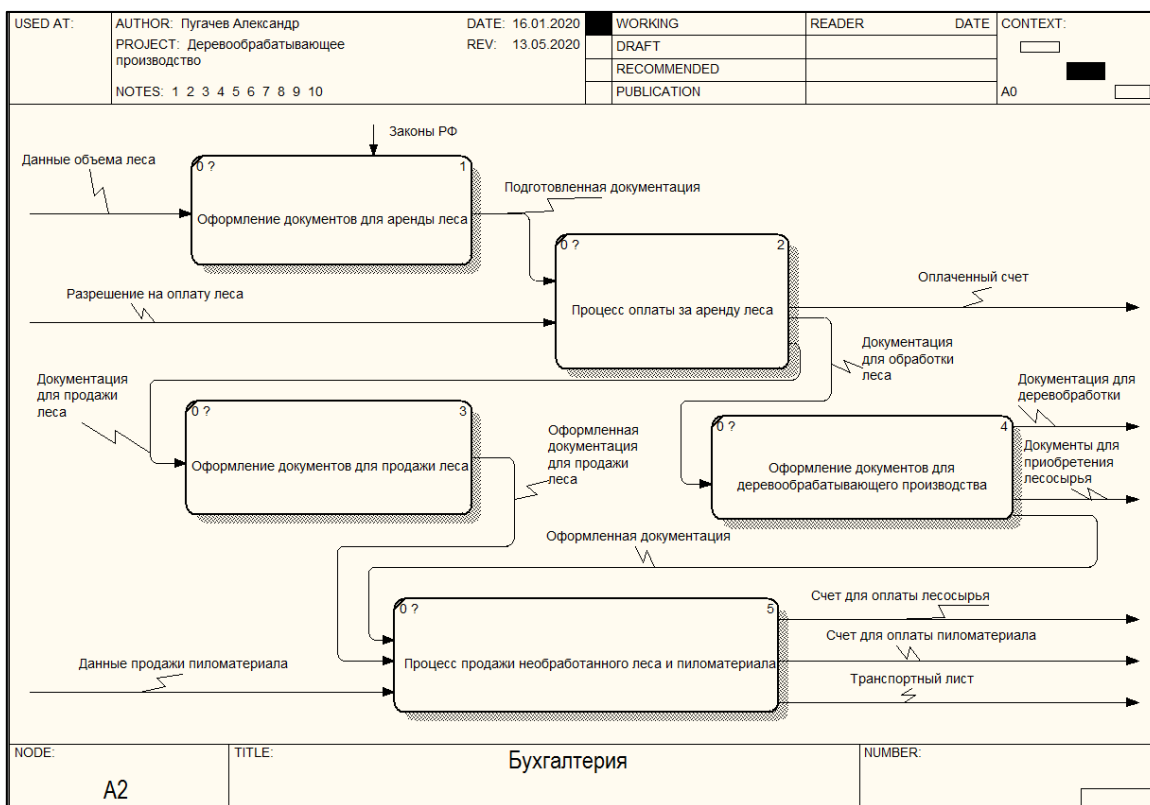 USED AT:
AUTHOR: Пугачев Александр
DATE: 16.01.2020
PROJECT: Деревообрабатывающее
производство
REV: 13.05.2020
NOTES: 1 2 3 4 5 6 7 8 9 10
WORKING
DRAFT
RECOMMENDED
PUBLICATION
READER DATE
CONTEXT:
A0
Законы РФ
Данные объема леса
0 ? 1
Оформление документов для аренды леса
Подготовленная документация
0 ? 2
Процесс оплаты за аренду леса
Разрешение на оплату леса
Оплаченный счет
Документация
для обработки
леса
Документация
для продажи
леса
0 ? 3
Оформление документов для продажи леса
Оформленная
документация
для продажи
леса
Документация для
деревобработки
0 ? 4
Оформление документов для
деревообрабатывающего производства
Документы для
приобретения
лесосырья
Оформленная документация
0 ? 5
Процесс продажи необработанного леса и пиломатериала
Счет для оплаты лесосырья
Счет для оплаты пиломатериала
Данные продажи пиломатериала
Транспортный лист
NODE:
A2
TITLE:
Бухгалтерия
NUMBER: